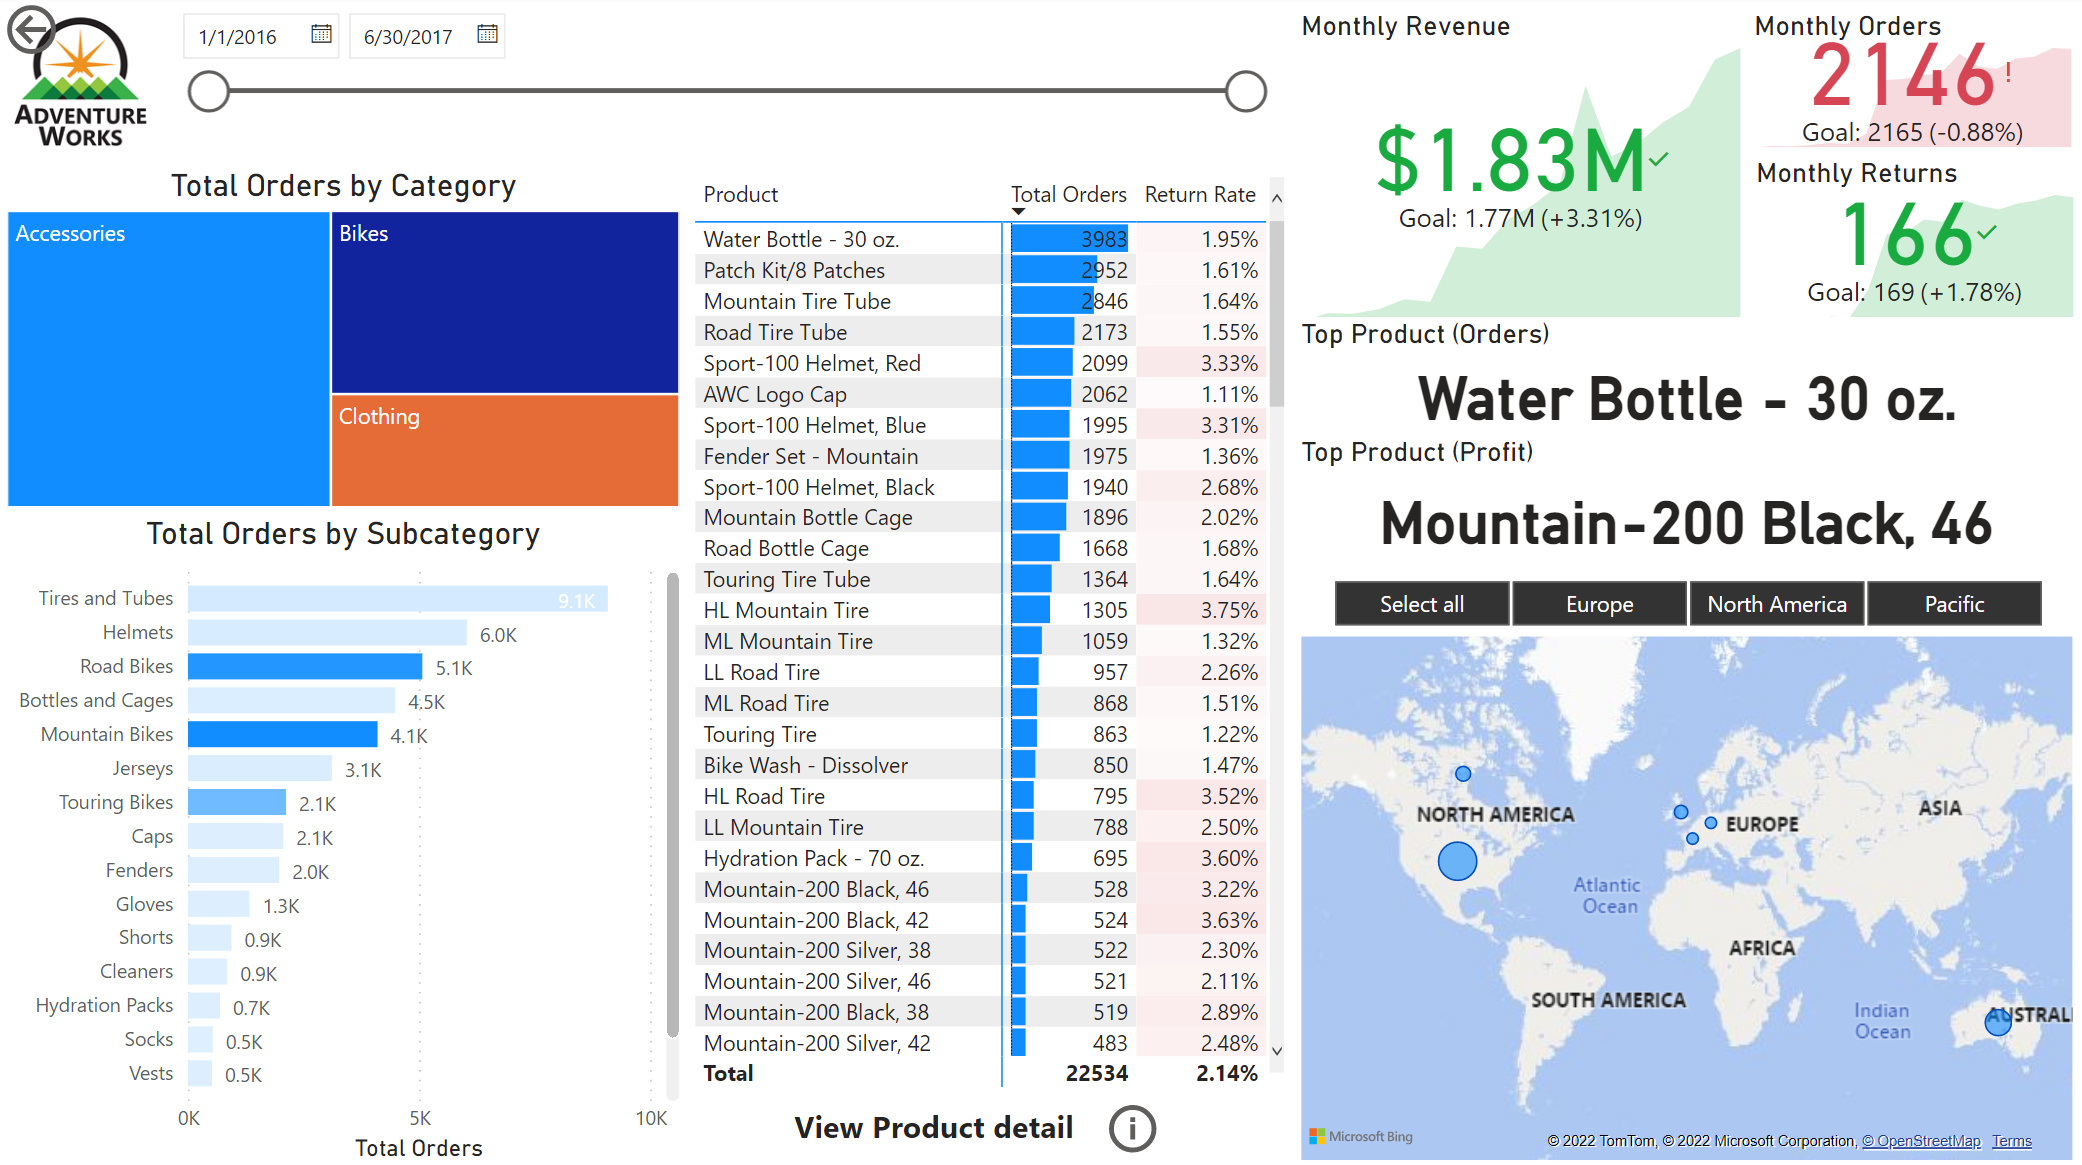 ADVENTURE
WORKS
1/1/2016
6/30/2017
Total Orders by Category
Accessories
Bikes
Clothing
Total Orders by Subcategory
Tires and Tubes 9.1K
Helmets 6.0K
Road Bikes 5.1K
Bottles and Cages 4.5K
Mountain Bikes 4.1K
Jerseys 3.1K
Touring Bikes 2.1K
Caps 2.1K
Fenders 2.0K
Gloves 1.3K
Shorts 0.9K
Cleaners 0.9K
Hydration Packs 0.7K
Socks 0.5K
Vests 0.5K
0K 5K 10K
Total Orders
Product Total Orders Return Rate
Water Bottle - 30 oz. 3983 1.95%
Patch Kit/8 Patches 2952 1.61%
Mountain Tire Tube 2846 1.64%
Road Tire Tube 2173 1.55%
Sport-100 Helmet, Red 2099 3.33%
AWC Logo Cap 2062 1.11%
Sport-100 Helmet, Blue 1995 3.31%
Fender Set - Mountain 1975 1.36%
Sport-100 Helmet, Black 1940 2.68%
Mountain Bottle Cage 1896 2.02%
Road Bottle Cage 1668 1.68%
Touring Tire Tube 1364 1.64%
HL Mountain Tire 1305 3.75%
ML Mountain Tire 1059 1.32%
LL Road Tire 957 2.26%
ML Road Tire 868 1.51%
Touring Tire 863 1.22%
Bike Wash - Dissolver 850 1.47%
HL Road Tire 795 3.52%
LL Mountain Tire 788 2.50%
Hydration Pack - 70 oz. 695 3.60%
Mountain-200 Black, 46 528 3.22%
Mountain-200 Black, 42 524 3.63%
Mountain-200 Silver, 38 522 2.30%
Mountain-200 Silver, 46 521 2.11%
Mountain-200 Black, 38 519 2.89%
Mountain-200 Silver, 42 483 2.48%
Total 22534 2.14%
View Product detail
Monthly Revenue
$1.83M
Goal: 1.77M (+3.31%)
Monthly Orders
2146!
Goal: 2165 (-0.88%)
Monthly Returns
166
Goal: 169 (+1.78%)
Top Product (Orders)
Water Bottle - 30 oz.
Top Product (Profit)
Mountain-200 Black, 46
Select all Europe North America Pacific
NORTH AMERICA
EUROPE
ASIA
Atlantic
Ocean
AFRICA
SOUTH AMERICA
Indian
Ocean
AUSTRAL
Microsoft Bing
© 2022 TomTom, © 2022 Microsoft Corporation, © OpenStreetMap Terms